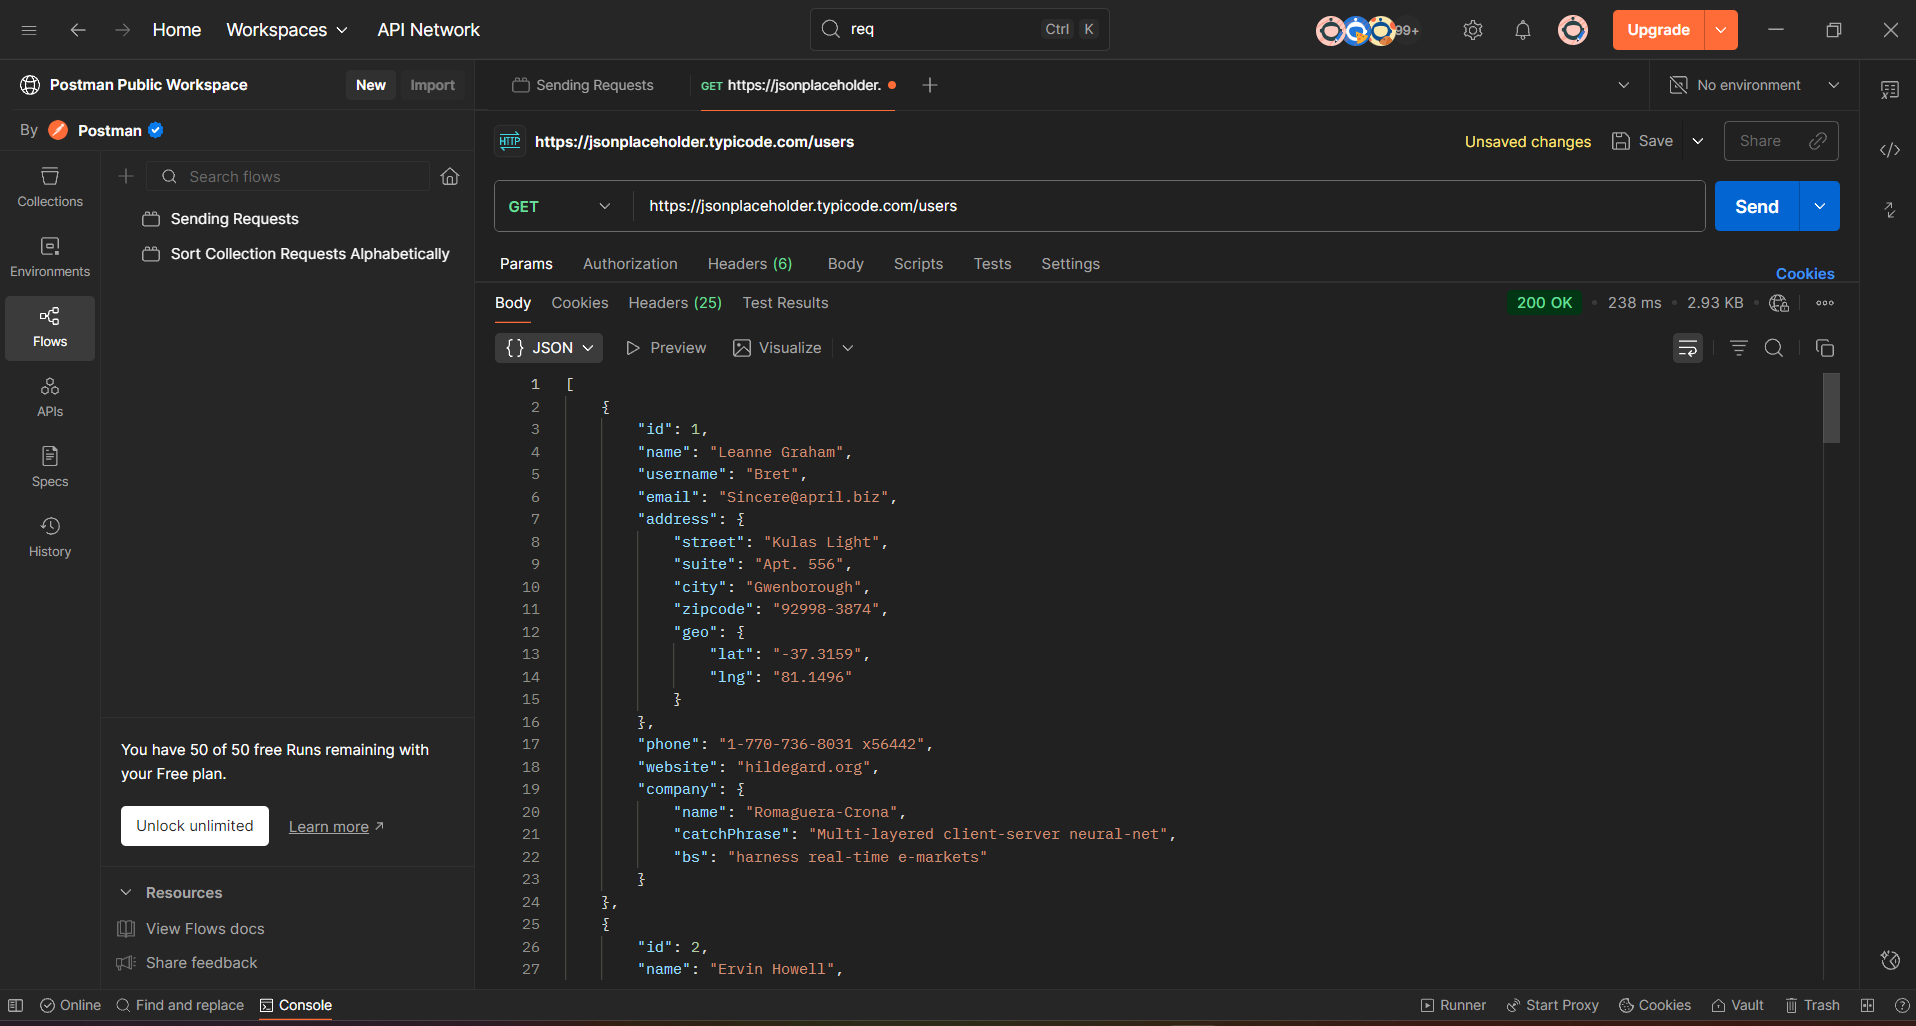 Home Workspaces API Network req Ctrl K 99+ Upgrade
Postman Public Workspace New Import
By Postman
Collections
Environments
Flows
APIs
Specs
History
Search flows
Sending Requests
Sort Collection Requests Alphabetically
You have 50 of 50 free Runs remaining with
your Free plan.
Unlock unlimited Learn more
Resources
View Flows docs
Share feedback
Sending Requests GET https://jsonplaceholder. No environment
HTTP https://jsonplaceholder.typicode.com/users Unsaved changes Save Share
GET https://jsonplaceholder.typicode.com/users Send
Params Authorization Headers (6) Body Scripts Tests Settings Cookies
Body Cookies Headers (25) Test Results 200 OK • 238 ms • 2.93 KB
{} JSON Preview Visualize
1 [
2 {
3 "id": 1,
4 "name": "Leanne Graham",
5 "username": "Bret",
6 "email": "Sincere@april.biz",
7 "address": {
8 "street": "Kulas Light",
9 "suite": "Apt. 556",
10 "city": "Gwenborough",
11 "zipcode": "92998-3874",
12 "geo": {
13 "lat": "-37.3159",
14 "lng": "81.1496"
15 }
16 },
17 "phone": "1-770-736-8031 x56442",
18 "website": "hildegard.org",
19 "company": {
20 "name": "Romaguera-Crona",
21 "catchPhrase": "Multi-layered client-server neural-net",
22 "bs": "harness real-time e-markets"
23 }
24 },
25 {
26 "id": 2,
27 "name": "Ervin Howell",
Online Find and replace Console Runner Start Proxy Cookies Vault Trash